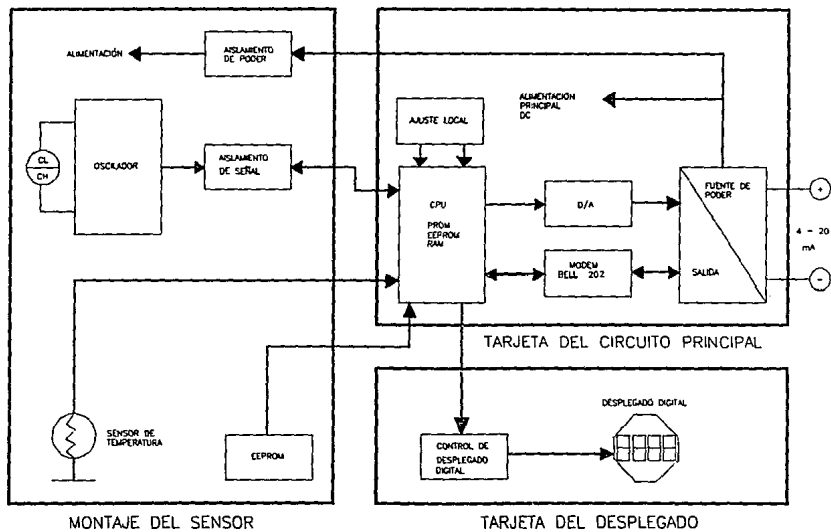 ALIMENTACIÓN
AISLAMIENTO
DE PODER
CL
CH
OSCILADOR
AISLAMIENTO
DE SEÑAL
SENSOR DE
TEMPERATURA
EEPROM
MONTAJE DEL SENSOR
AJUSTE LOCAL
ALIMENTACIÓN
PRINCIPAL
DC
CPU
PROM
EEPROM
RAM
D/A
MODEM
BELL 202
FUENTE DE
PODER
SALIDA
+
4 - 20
mA
-
TARJETA DEL CIRCUITO PRINCIPAL
CONTROL DE
DESPLEGADO
DIGITAL
DESPLEGADO DIGITAL
TARJETA DEL DESPLEGADO